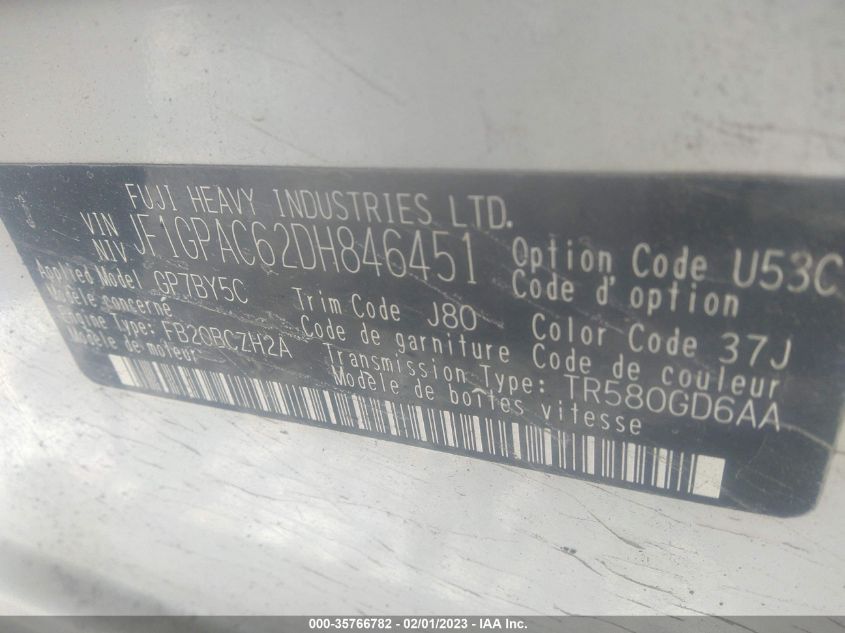 FUJI HEAVY INDUSTRIES LTD.
VIN
NIV
JF1GPAC62DH846451
Option Code U53C
Code d'option
Applied Model GP7BY5C
Modèle concerné
Trim Code J80
Code de garniture
Color Code 37J
Code de couleur
Engine Type: FB20BCZH2A
Modèle de moteur
Transmission Type: TR580GD6AA
Modèle de boîtes vitesse
000-35766782 - 02/01/2023 - IAA Inc.